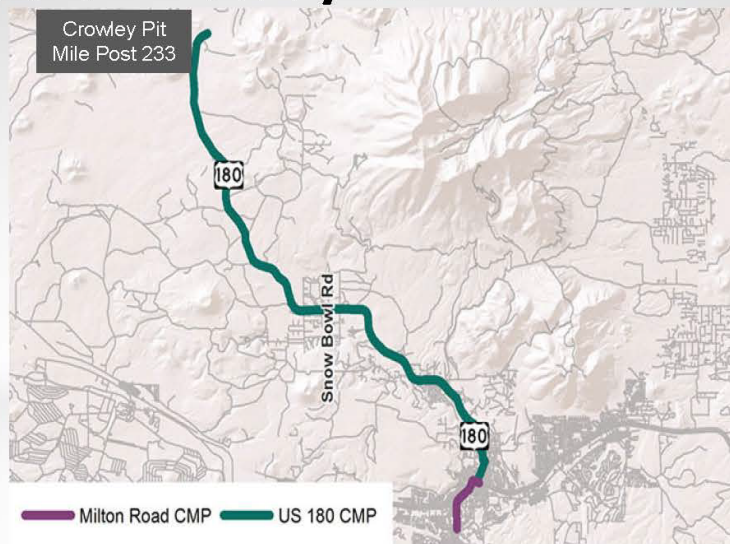 Crowley Pit
Mile Post 233
180
Snow Bowl Rd
180
Milton Road CMP
US 180 CMP